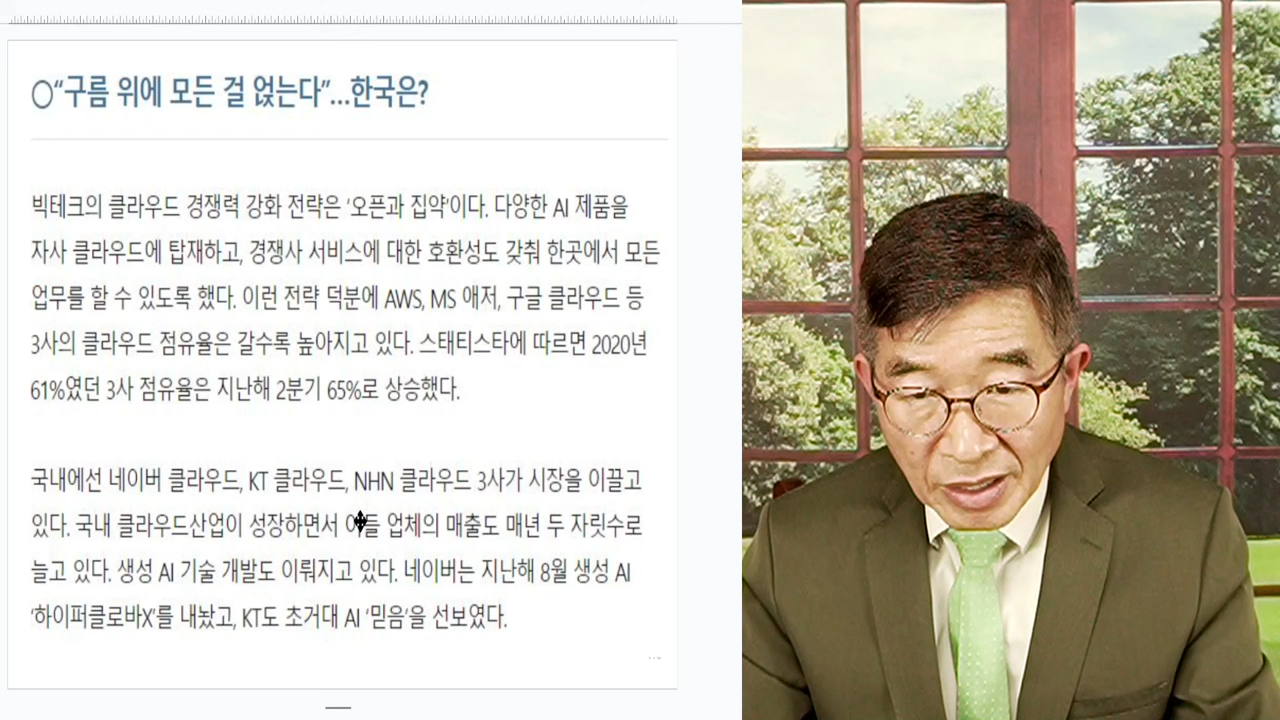 ○“구름 위에 모든 걸 얹는다”...한국은?
빅테크의 클라우드 경쟁력 강화 전략은 ‘오픈과 집약’이다. 다양한 AI 제품을
자사 클라우드에 탑재하고, 경쟁사 서비스에 대한 호환성도 갖춰 한곳에서 모든
업무를 할 수 있도록 했다. 이런 전략 덕분에 AWS, MS 애저, 구글 클라우드 등
3사의 클라우드 점유율은 갈수록 높아지고 있다. 스태티스타에 따르면 2020년
61%였던 3사 점유율은 지난해 2분기 65%로 상승했다.
국내에선 네이버 클라우드, KT 클라우드, NHN 클라우드 3사가 시장을 이끌고
있다. 국내 클라우드산업이 성장하면서 이들 업체의 매출도 매년 두 자릿수로
늘고 있다. 생성 AI 기술 개발도 이뤄지고 있다. 네이버는 지난해 8월 생성 AI
‘하이퍼클로바X’를 내놨고, KT도 초거대 AI ‘믿음’을 선보였다.